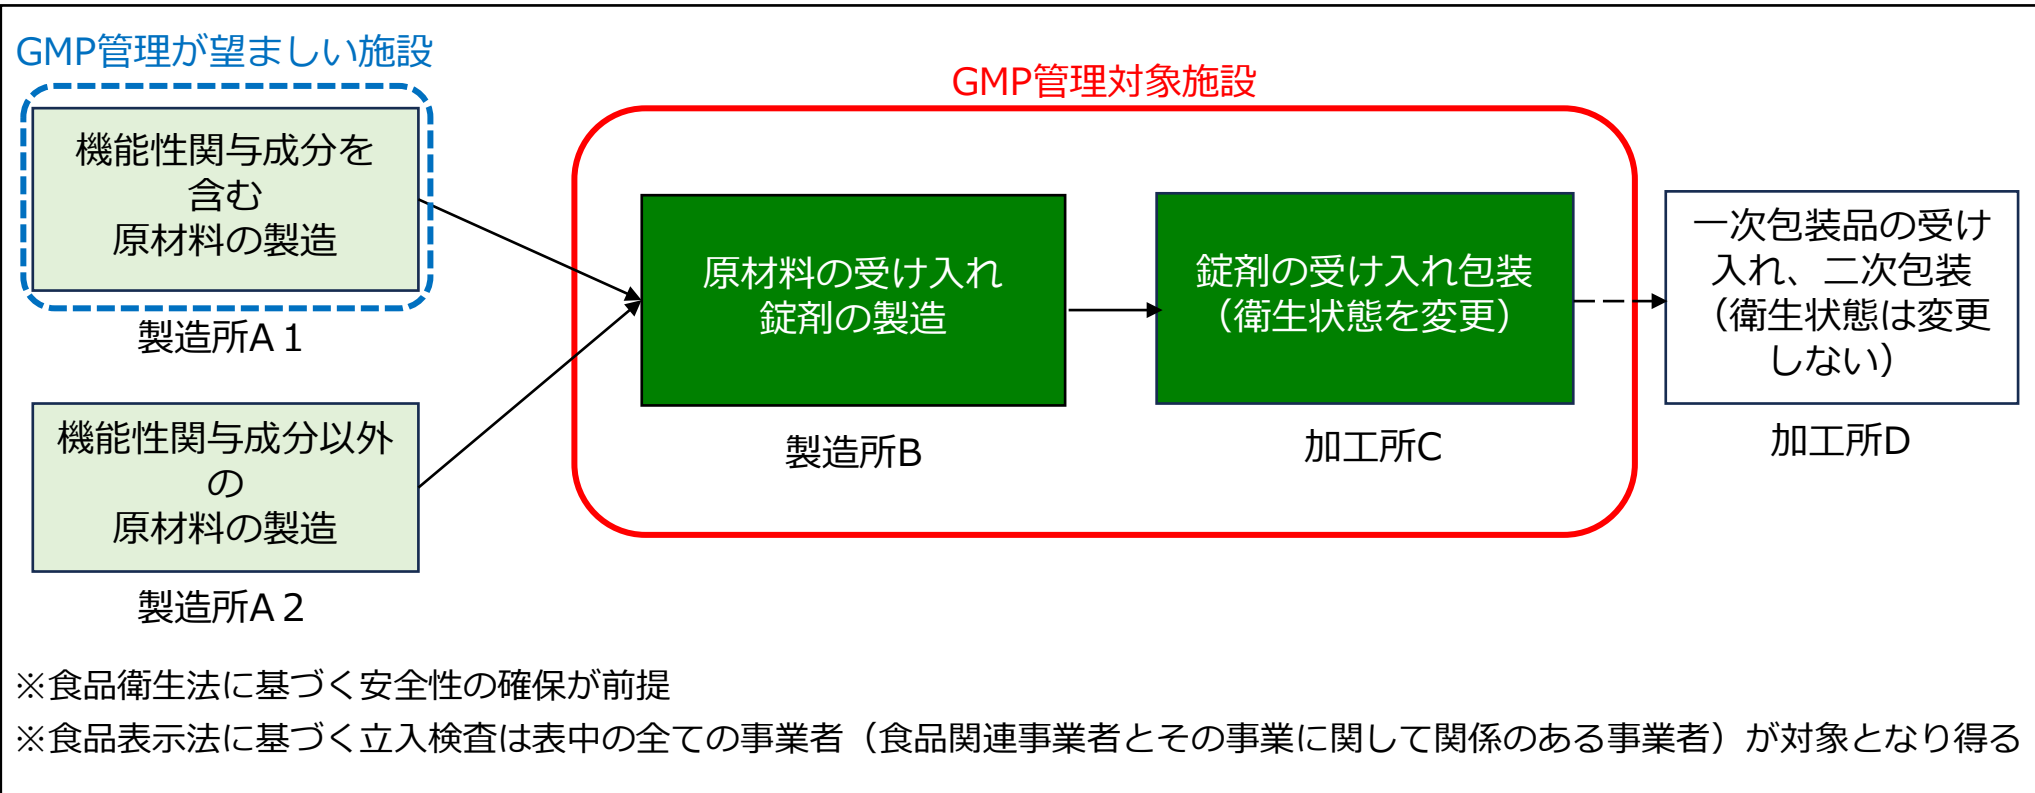 GMP管理が望ましい施設
機能性関与成分を
含む
原材料の製造
製造所A１
機能性関与成分以外
の
原材料の製造
製造所A２
GMP管理対象施設
原材料の受け入れ
錠剤の製造
製造所B
錠剤の受け入れ包装
（衛生状態を変更）
加工所C
一次包装品の受け
入れ、二次包装
（衛生状態は変更
しない）
加工所D
※食品衛生法に基づく安全性の確保が前提
※食品表示法に基づく立入検査は表中の全ての事業者（食品関連事業者とその事業に関して関係のある事業者）が対象となり得る